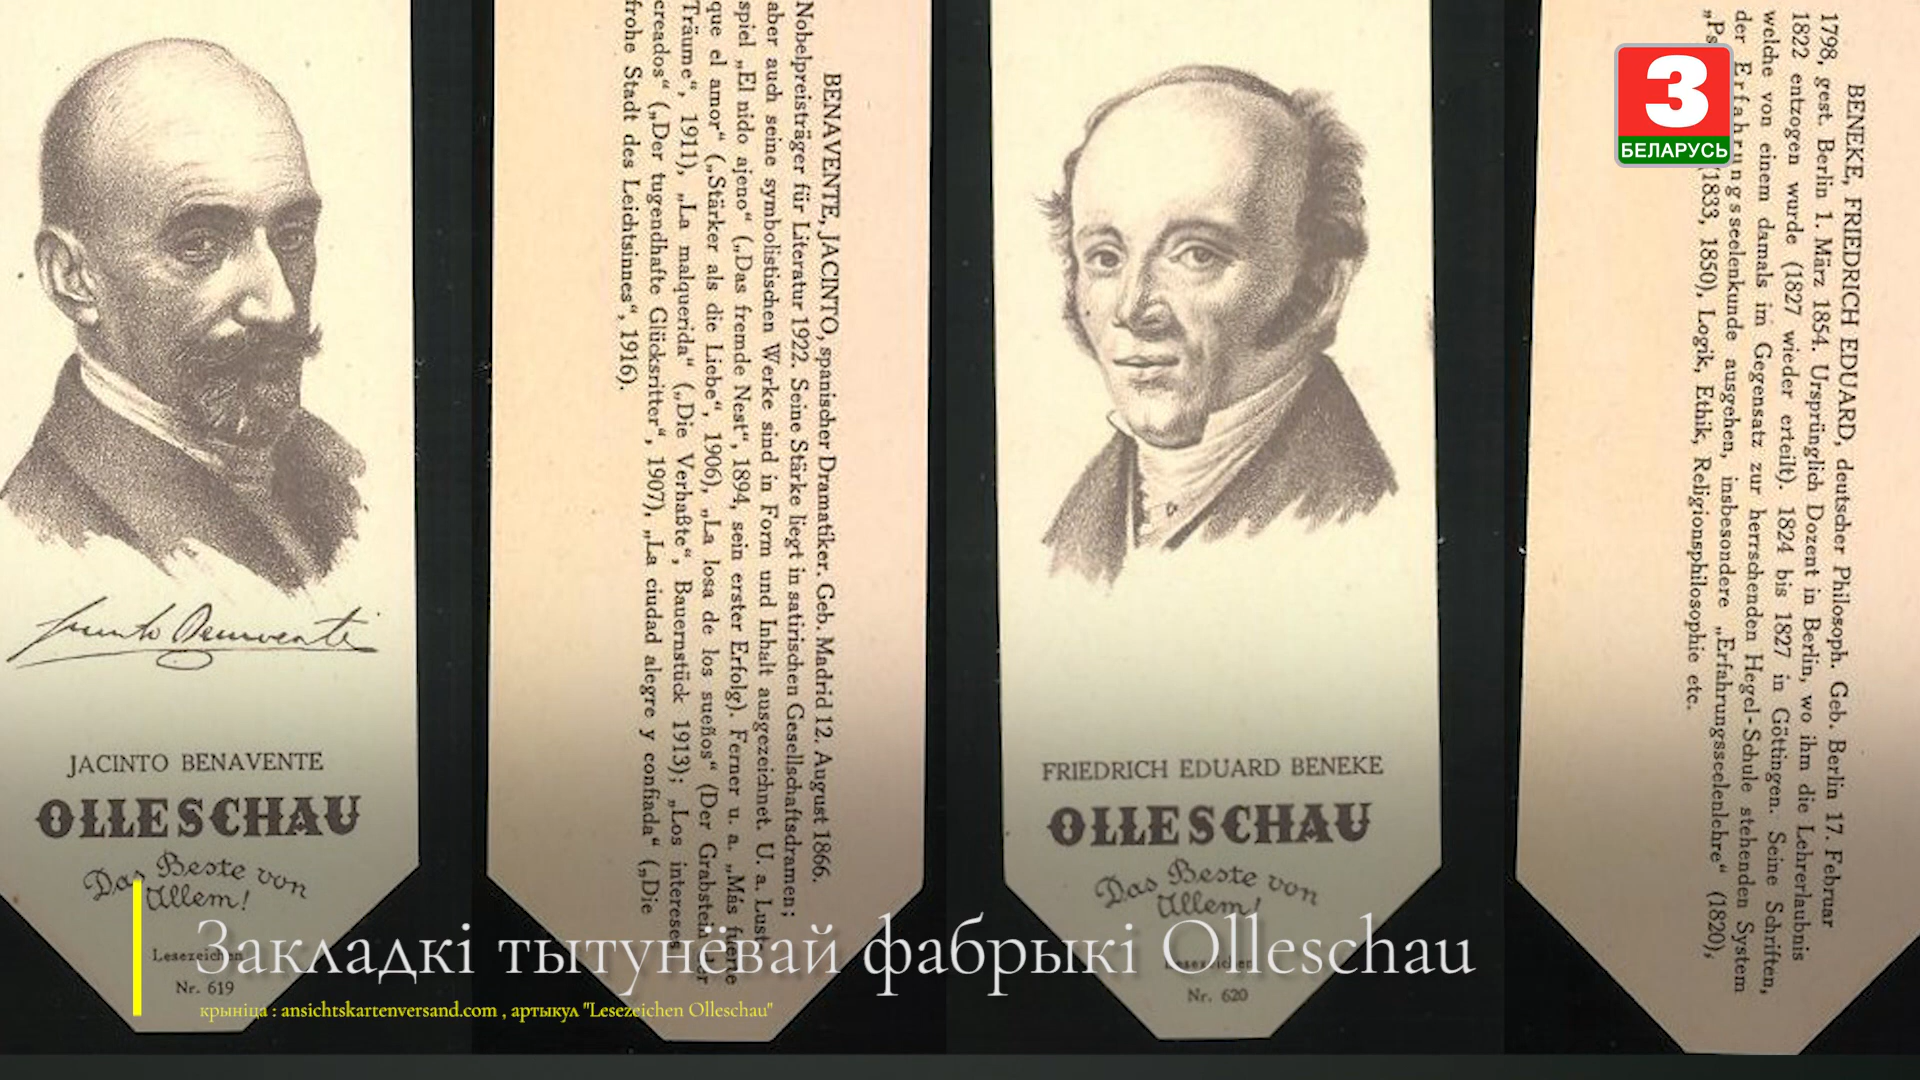 JACINTO BENAVENTE
OLLESCHAU
Das Beste von
Allem!
Lesezeichen
Nr. 619
BENAVENTE, JACINTO, spanischer Dramatiker. Geb. Madrid 12. August 1866.
Nobelpreisträger für Literatur 1922. Seine Stärke liegt in satirischen Gesellschaftsdramen;
aber auch seine symbolistischen Werke sind in Form und Inhalt ausgezeichnet. U. a. Lust-
spiel „El nido ajeno“ („Das fremde Nest“, 1894, sein erster Erfolg). Ferner u. a. „Más fuerte
que el amor“ („Stärker als die Liebe“, 1906), „La losa de los sueños“ (Der Grabstein der
Träume“, 1911), „La malquerida“ („Die Verhaßte“, Bauernstück 1913); „Los intereses
creados“ („Der tugendhafte Glücksritter“, 1907), „La ciudad alegre y confiada“ („Die
frohe Stadt des Leichtsinnes“, 1916).
FRIEDRICH EDUARD BENEKE
OLLESCHAU
Das Beste von
Allem!
Lesezeichen
Nr. 620
BENEKE, FRIEDRICH EDUARD, deutscher Philosoph. Geb. Berlin 17. Februar
1798, gest. Berlin 1. März 1854. Ursprünglich Dozent in Berlin, wo ihm die Lehrerlaubnis
1822 entzogen wurde (1827 wieder erteilt). 1824 bis 1827 in Göttingen. Seine Schriften,
welche von einem damals im Gegensatz zur herrschenden Hegel-Schule stehenden System
der Erfahrungsseelenkunde ausgehen, insbesondere „Erfahrungsseelenlehre“ (1820),
(1833, 1850), Logik, Ethik, Religionsphilosophie etc.
3
БЕЛАРУСЬ
Закладкі тытунёвай фабрыкі Olleschau
крыніца : ansichtskartenversand.com , артыкул "Lesezeichen Olleschau"